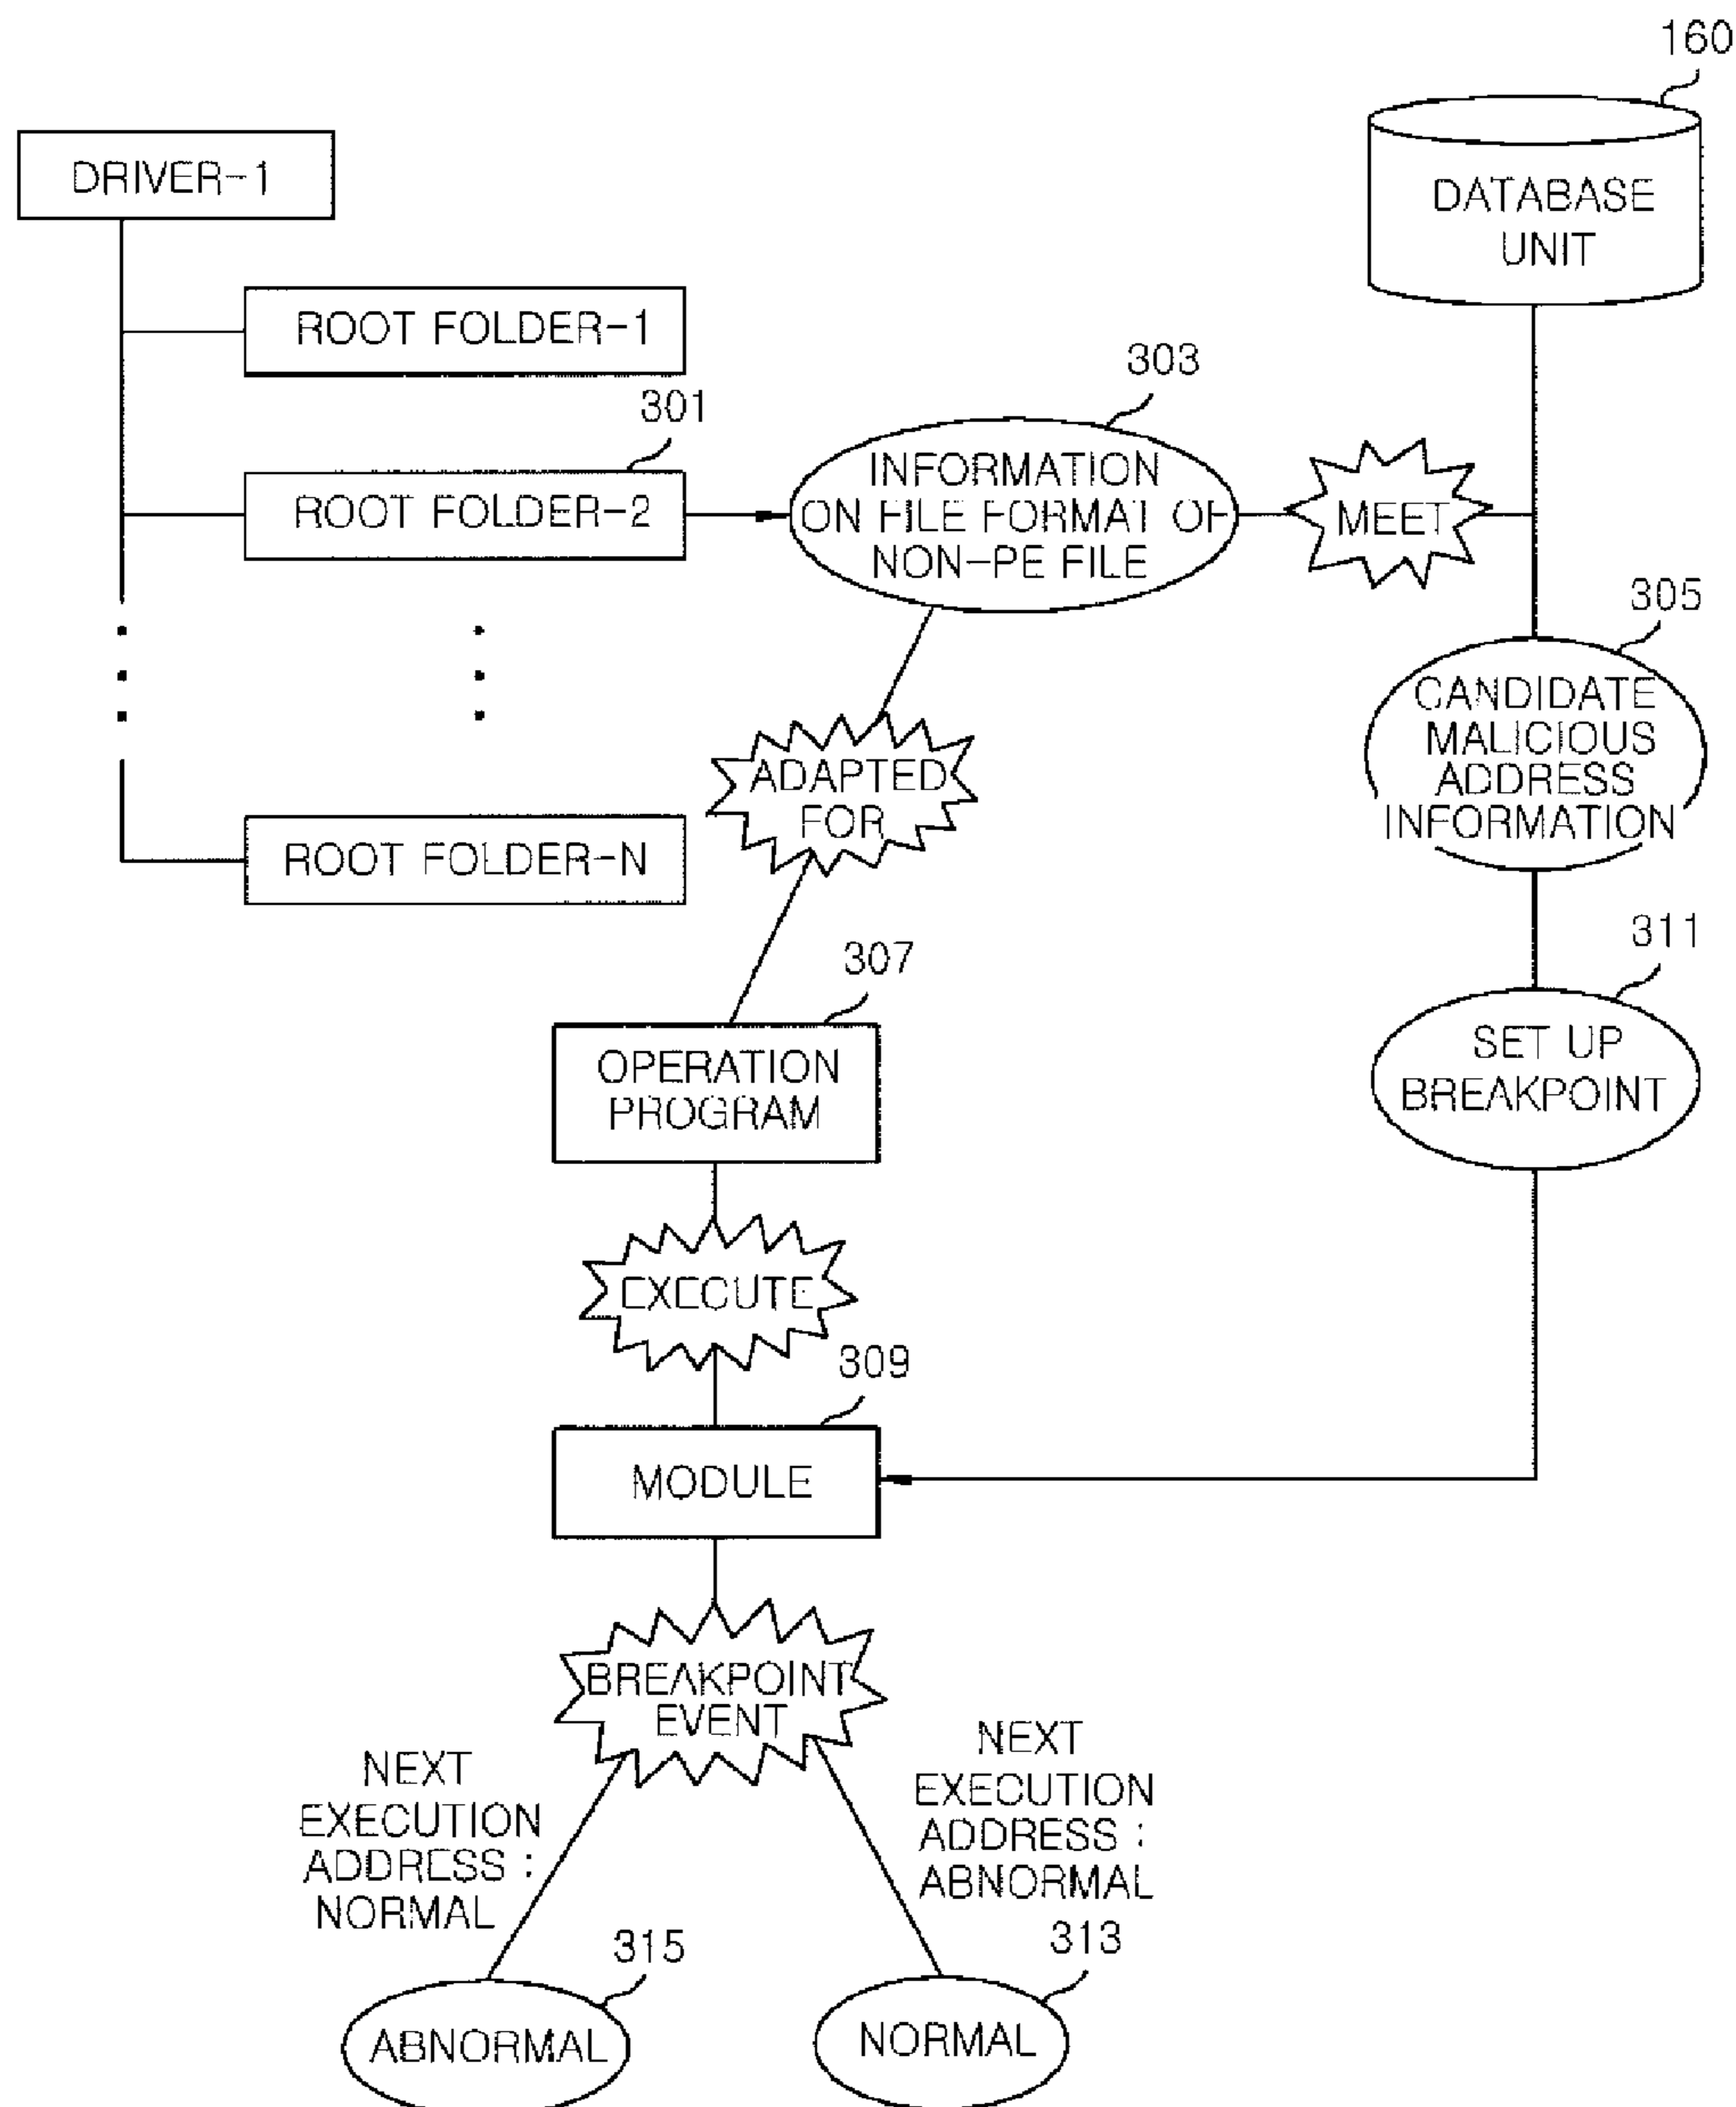 160
DRIVER-1
DATABASE
UNIT
ROOT FOLDER-1
301
303
ROOT FOLDER-2
INFORMATION
ON FILE FORMAT OF
NON-PE FILE
MEET
305
CANDIDATE
MALICIOUS
ADDRESS
INFORMATION
ADAPTED
FOR
ROOT FOLDER-N
307
311
OPERATION
PROGRAM
SET UP
BREAKPOINT
EXECUTE
309
MODULE
BREAKPOINT
EVENT
NEXT
EXECUTION
ADDRESS :
NORMAL
NEXT
EXECUTION
ADDRESS :
ABNORMAL
315
313
ABNORMAL
NORMAL